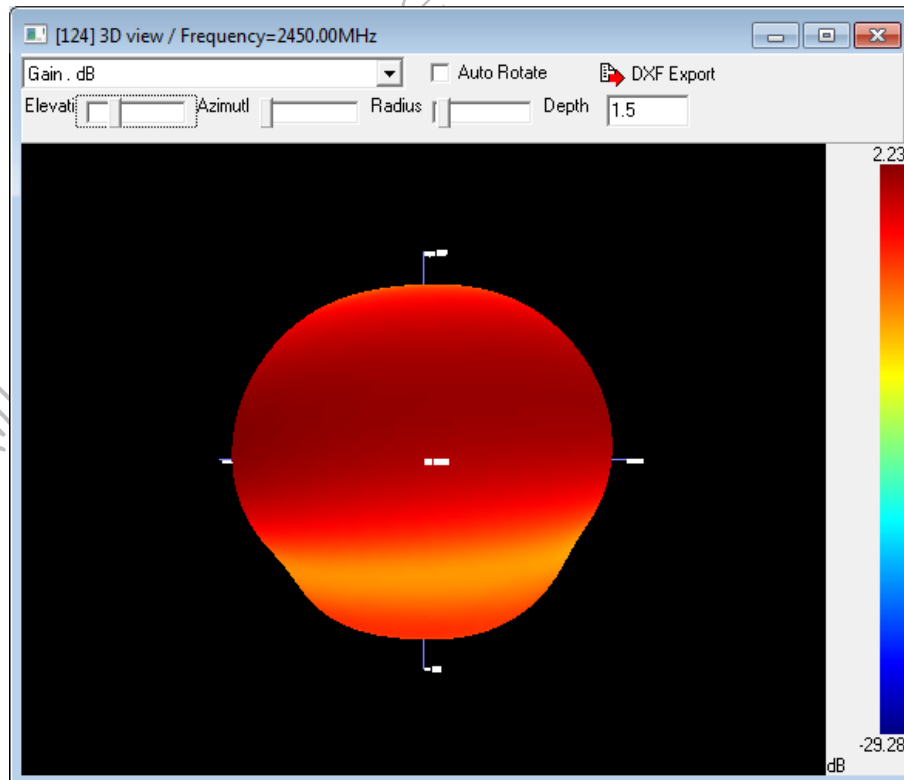 [124] 3D view / Frequency=2450.00MHz
Gain . dB
Auto Rotate
DXF Export
Elevati
Azimutl
Radius
Depth
1.5
2.23
-29.28
dB